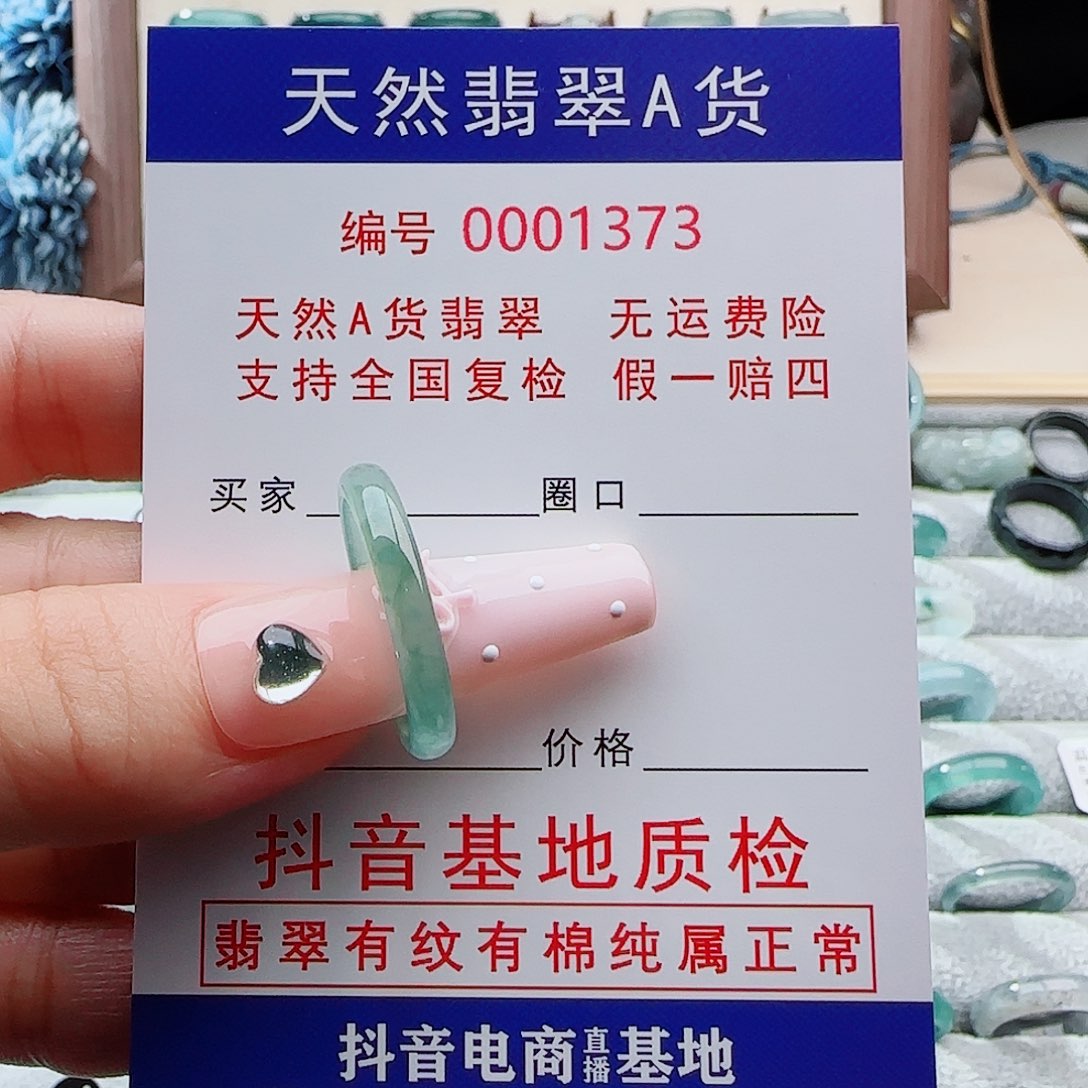 天然翡翠A货
编号 0001373
天然A货翡翠 无运费险
支持全国复检 假一赔四
买家 圈口
价格
抖音基地质检
翡翠有纹有棉纯属正常
抖音电商直播基地